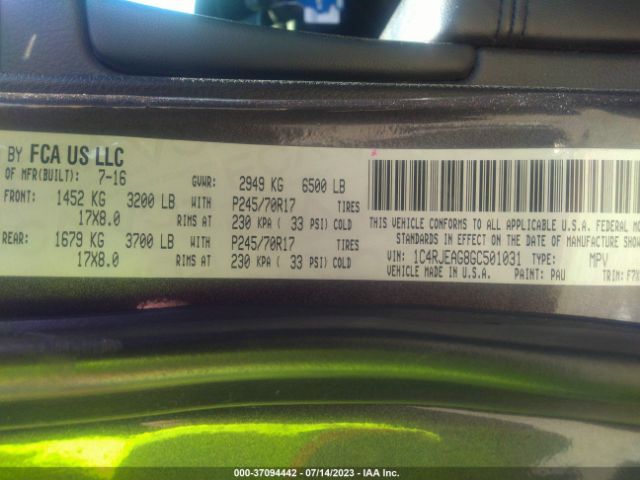 BY FCA US LLC
OF MFR(BUILT): 7-16 GVWR: 2949 KG 6500 LB
FRONT: 1452 KG 3200 LB WITH P245/70R17 TIRES
17X8.0 RIMS AT 230 KPA ( 33 PSI) COLD
REAR: 1679 KG 3700 LB WITH P245/70R17 TIRES
17X8.0 RIMS AT 230 KPA ( 33 PSI) COLD
THIS VEHICLE CONFORMS TO ALL APPLICABLE U.S.A. FEDERAL
STANDARDS IN EFFECT ON THE DATE OF MANUFACTURE SHOWN
VIN: 1C4RJEAG8GC501031 TYPE: MPV
VEHICLE MADE IN U.S.A. PAINT: PAU TRIM:
000-37094442 - 07/14/2023 - IAA Inc.